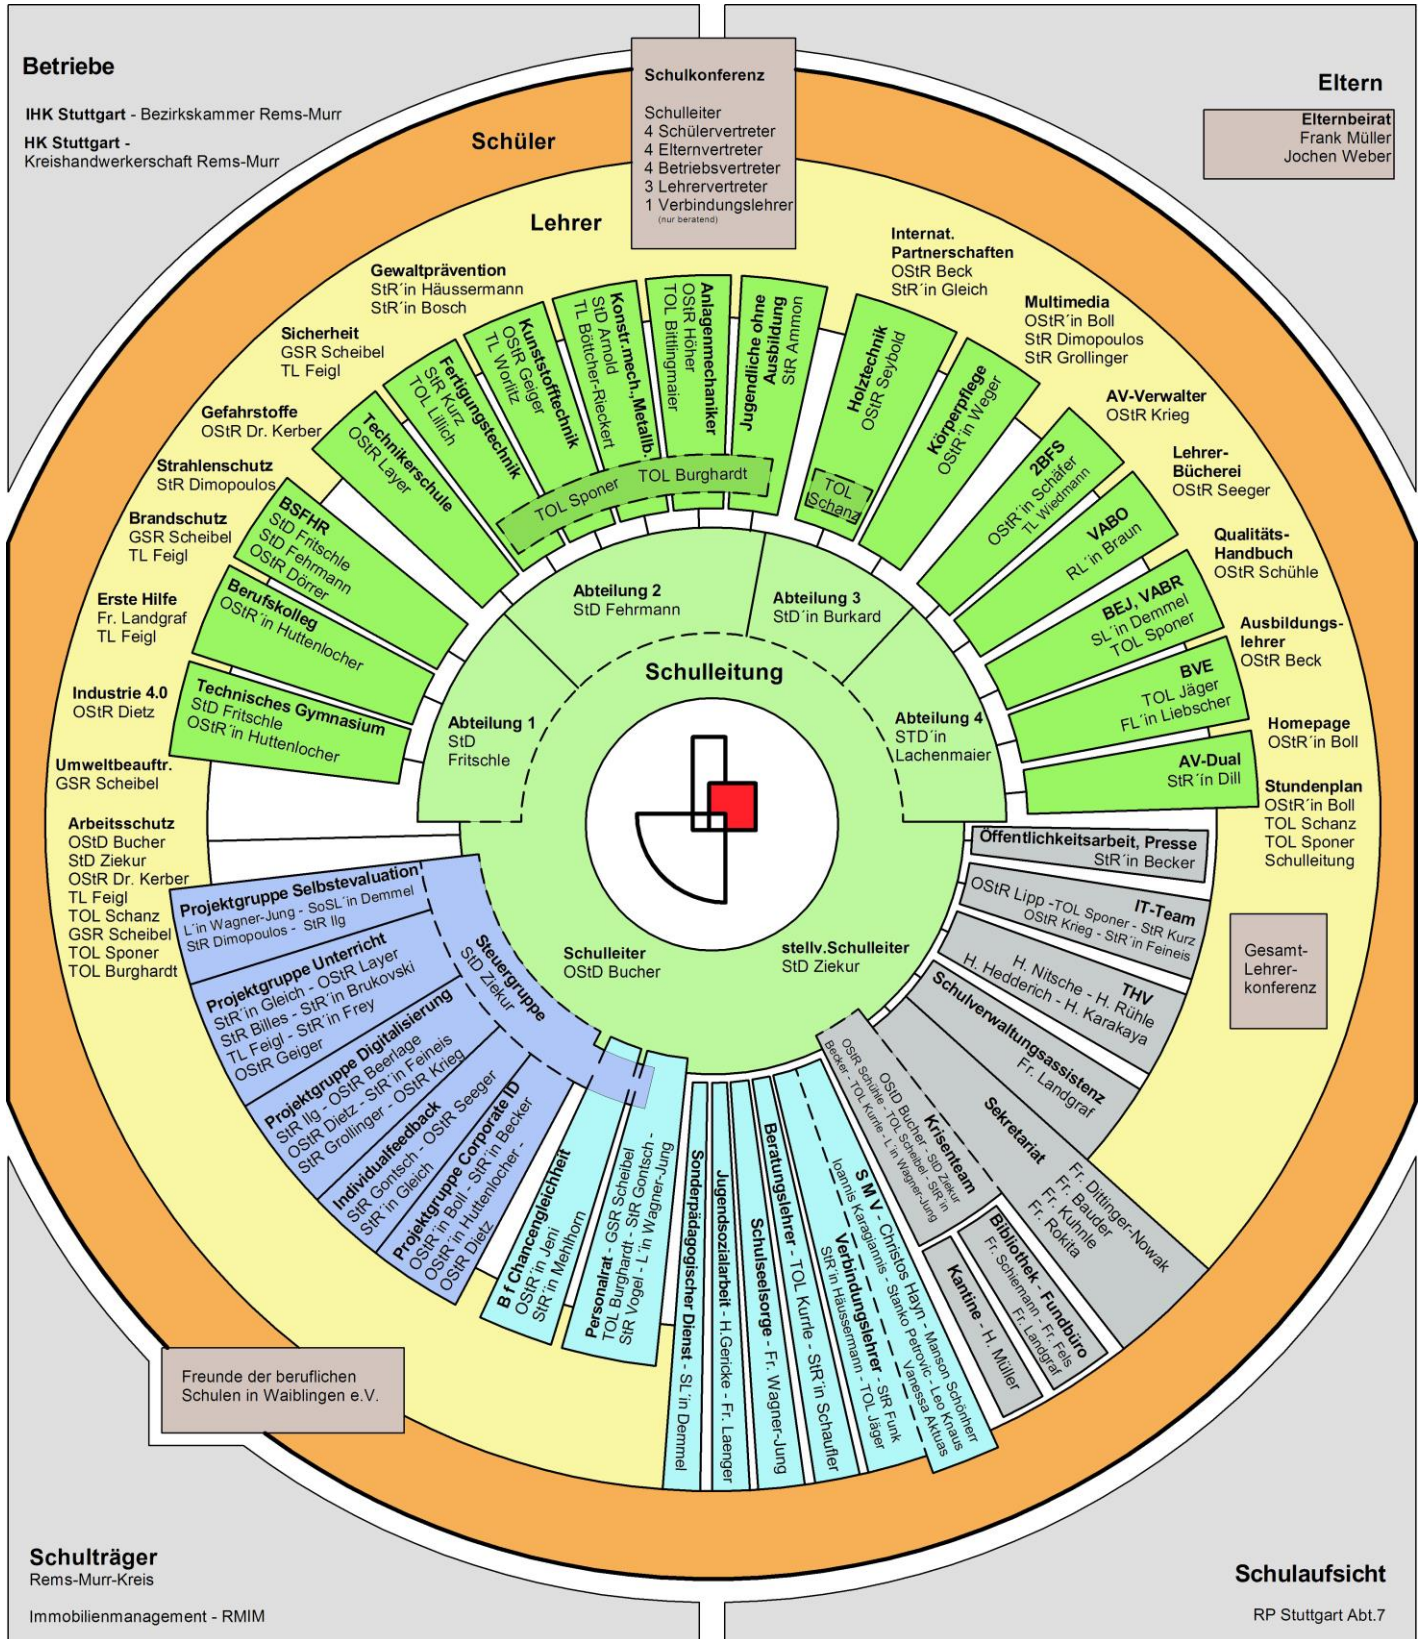 Betriebe
IHK Stuttgart - Bezirkskammer Rems-Murr
HK Stuttgart -
Kreishandwerkerschaft Rems-Murr
Schulkonferenz
Schulleiter
4 Schülervertreter
4 Elternvertreter
4 Betriebsvertreter
3 Lehrervertreter
1 Verbindungslehrer
(nur beratend)
Eltern
Elternbeirat
Frank Müller
Jochen Weber
Schüler
Lehrer
Gewaltprävention
StR´in Häussermann
StR´in Bosch
Sicherheit
GSR Scheibel
TL Feigl
Gefahrstoffe
OStR Dr. Kerber
Strahlenschutz
StR Dimopoulos
Brandschutz
GSR Scheibel
TL Feigl
Erste Hilfe
Fr. Landgraf
TL Feigl
Industrie 4.0
OStR Dietz
Umweltbeauftr.
GSR Scheibel
Arbeitsschutz
OStD Bucher
StD Ziekur
OStR Dr. Kerber
TL Feigl
TOL Schanz
GSR Scheibel
TOL Sponer
TOL Burghardt
Internat.
Partnerschaften
OStR Beck
StR´in Gleich
Multimedia
OStR´in Boll
StR Dimopoulos
StR Grollinger
AV-Verwalter
OStR Krieg
Lehrer-
Bücherei
OStR Seeger
Qualitäts-
Handbuch
OStR Schühle
Ausbildungs-
lehrer
OStR Beck
Homepage
OStR´in Boll
Stundenplan
OStR´in Boll
TOL Schanz
TOL Sponer
Schulleitung
Gesamt-
Lehrer-
konferenz
Technisches Gymnasium
StD Fritschle
OStR´in Huttenlocher
Berufskolleg
OStR´in Huttenlocher
BSFHR
StD Fritschle
StD Fehrmann
OStR Dörrer
Technikerschule
OStR Layer
Fertigungstechnik
StR Kurz
TOL Lillich
Kunststofftechnik
OStR Geiger
TL Worlitz
Konstr.mech.,Metallb.
StD Arnold
TL Böttcher-Rieckert
Anlagenmechaniker
OStR Höher
TOL Bittlingmaier
Jugendliche ohne
Ausbildung
StR Ammon
TOL Sponer TOL Burghardt
Holztechnik
OStR Seybold
TOL
Schanz
Körperpflege
OStR´in Weger
2BFS
OStR´in Schäfer
TL Wiedmann
VABO
RL´in Braun
BEJ, VABR
SL´in Demmel
TOL Sponer
BVE
TOL Jäger
FL´in Liebscher
AV-Dual
StR´in Dill
Abteilung 1
StD
Fritschle
Abteilung 2
StD Fehrmann
Abteilung 3
StD´in Burkard
Abteilung 4
STD´in
Lachenmaier
Schulleitung
Schulleiter
OStD Bucher
stellv.Schulleiter
StD Ziekur
Öffentlichkeitsarbeit, Presse
StR´in Becker
IT-Team
OStR Lipp -TOL Sponer - StR Kurz
OStR Krieg - StR´in Feineis
THV
H. Nitsche - H. Rühle
H. Hedderich - H. Karakaya
Schulverwaltungsassistenz
Fr. Landgraf
Sekretariat
Fr. Dittinger-Nowak
Fr. Bauder
Fr. Kuhnle
Fr. Rokita
Krisenteam
OStD Bucher - StD Ziekur
OStR Schühle - TOL Scheibel - StR´in
Becker - TOL Kurrle - L´in Wagner-Jung
Bibliothek - Fundbüro
Fr. Schiemann - Fr. Fels
Fr. Landgraf
Kantine - H. Müller
S M V - Christos Hayn - Manson Schönherr
Ioannis Karagiannis - Stanko Petrovic - Leo Knaus
Vanessa Aktuas
Verbindungslehrer - StR Funk
StR´in Häussermann - TOL Jäger
Beratungslehrer - TOL Kurrle - StR´in Schaufler
Schulseelsorge - Fr. Wagner-Jung
Jugendsozialarbeit - H.Gericke - Fr. Laenger
Sonderpädagogischer Dienst - SL´in Demmel
Personalrat - GSR Scheibel
TOL Burghardt - StR Gontsch -
StR Vogel - L´in Wagner-Jung
B f Chancengleichheit
OStR´in Jeni
StR´in Mehlhorn
Steuergruppe
StD Ziekur
Projektgruppe Selbstevaluation
L´in Wagner-Jung - SoSL´in Demmel
StR Dimopoulos - StR Ilg
Projektgruppe Unterricht
StR´in Gleich - OStR Layer
StR Billes - StR´in Brukovski
TL Feigl - StR´in Frey
OStR Geiger
Projektgruppe Digitalisierung
StR Ilg - OStR Beerlage
OStR Dietz - StR´in Feineis
StR Grollinger - OStR Krieg
Individualfeedback
StR Gontsch - OStR Seeger
StR´in Gleich
Projektgruppe Corporate ID
OStR´in Boll - StR´in Becker
OStR´in Huttenlocher -
OStR Dietz
Freunde der beruflichen
Schulen in Waiblingen e.V.
Schulträger
Rems-Murr-Kreis
Immobilienmanagement - RMIM
Schulaufsicht
RP Stuttgart Abt.7